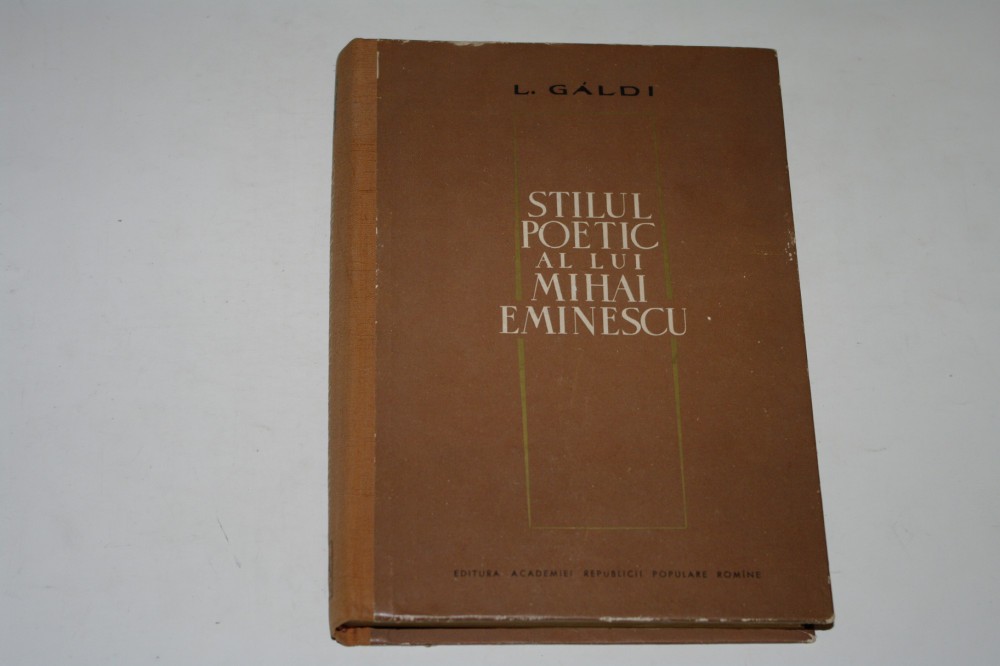 L. GÁLDI
STILUL
POETIC
AL LUI
MIHAI
EMINESCU
EDITURA ACADEMIEI REPUBLICII POPULARE ROMÎNE